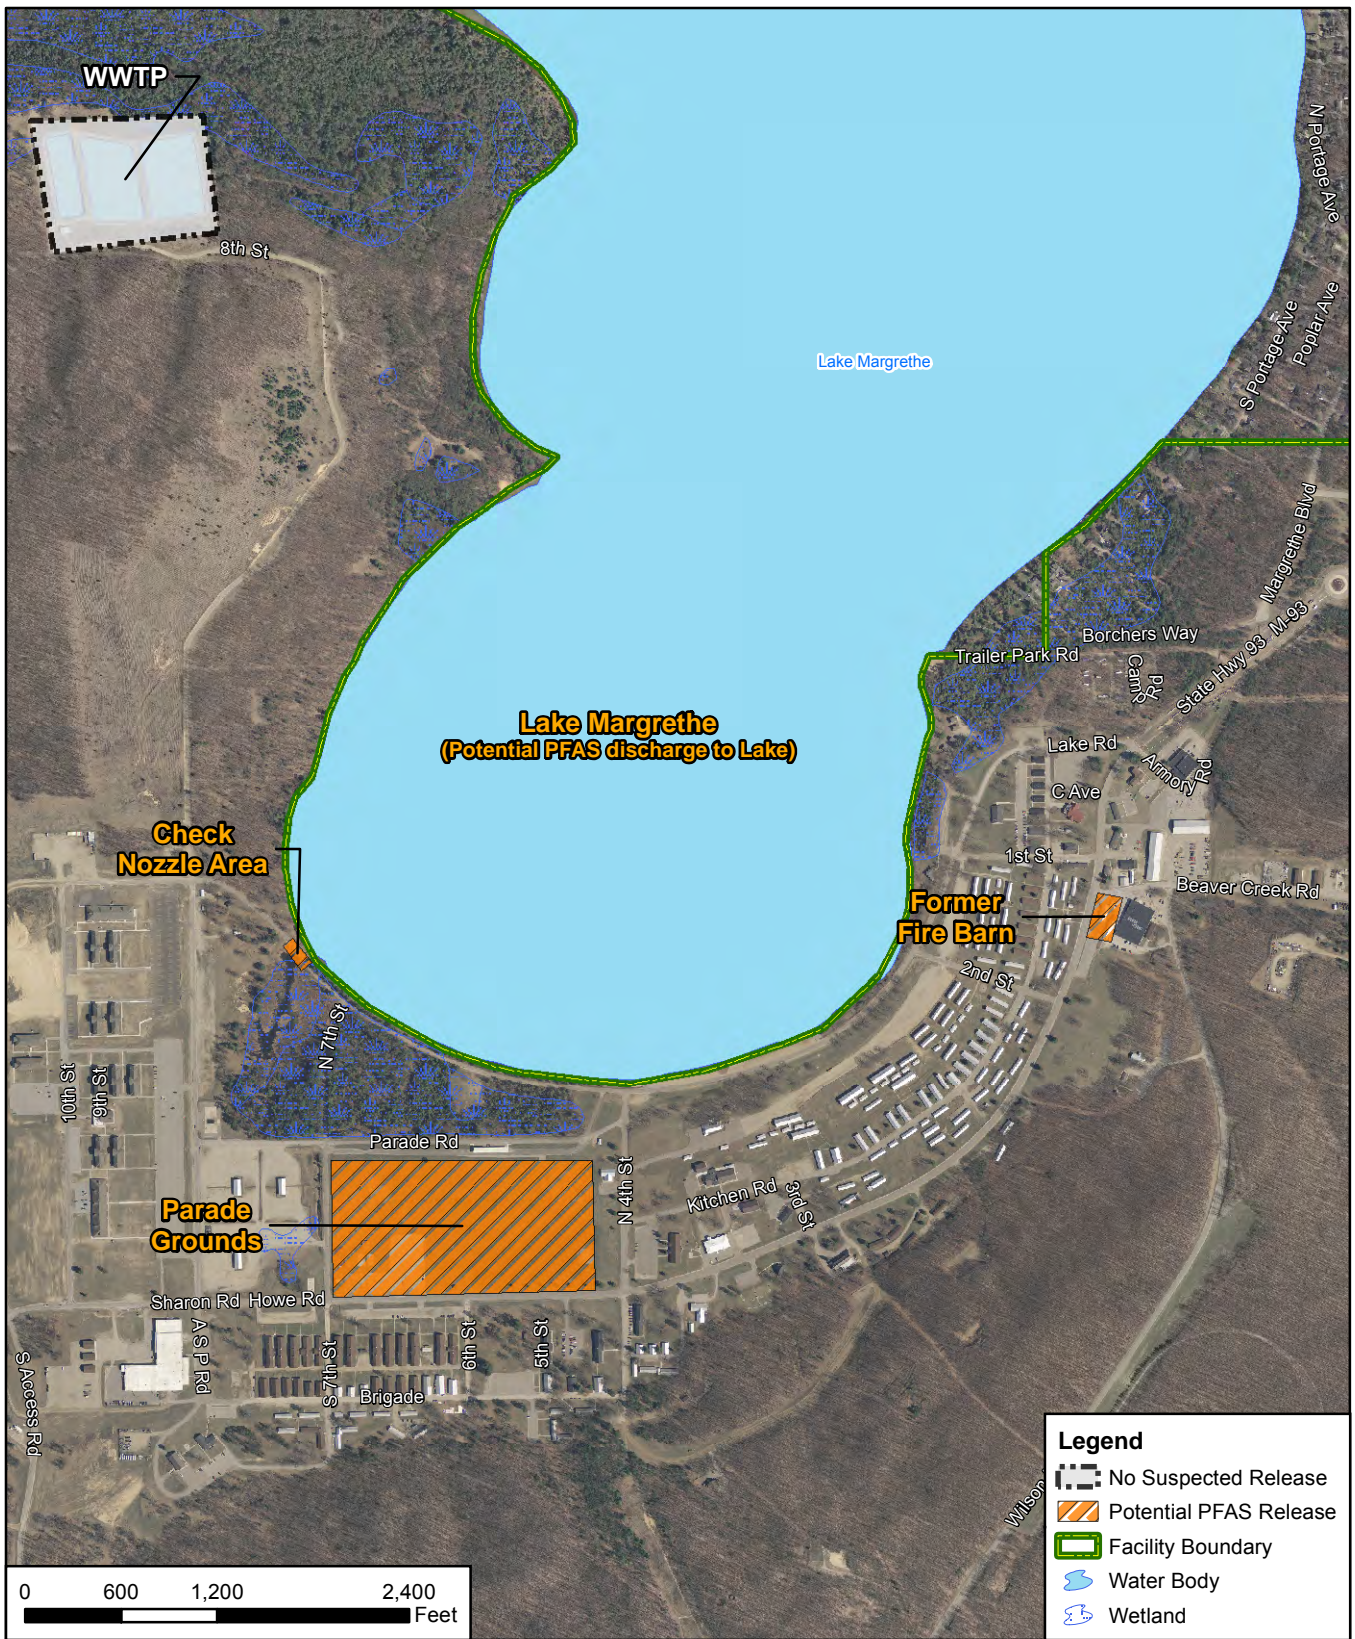 WWTP
8th St
N Portage Ave
Lake Margrethe
S Portage Ave
Poplar Ave
Margrethe Blvd
State Hwy 93
M-93
Borchers Way
Trailer Park Rd
Camp
Rd
Lake Margrethe
(Potential PFAS discharge to Lake)
Lake Rd
Armory Rd
C Ave
Check
Nozzle Area
1st St
Beaver Creek Rd
Former
Fire Barn
2nd St
N 7th St
10th St
9th St
Parade Rd
N 4th St
Kitchen Rd
3rd St
Parade
Grounds
Sharon Rd
Howe Rd
A S P Rd
S 7th St
6th St
5th St
Brigade
S Access Rd
Wilson
Legend
No Suspected Release
Potential PFAS Release
Facility Boundary
Water Body
Wetland
0 600 1,200 2,400
Feet